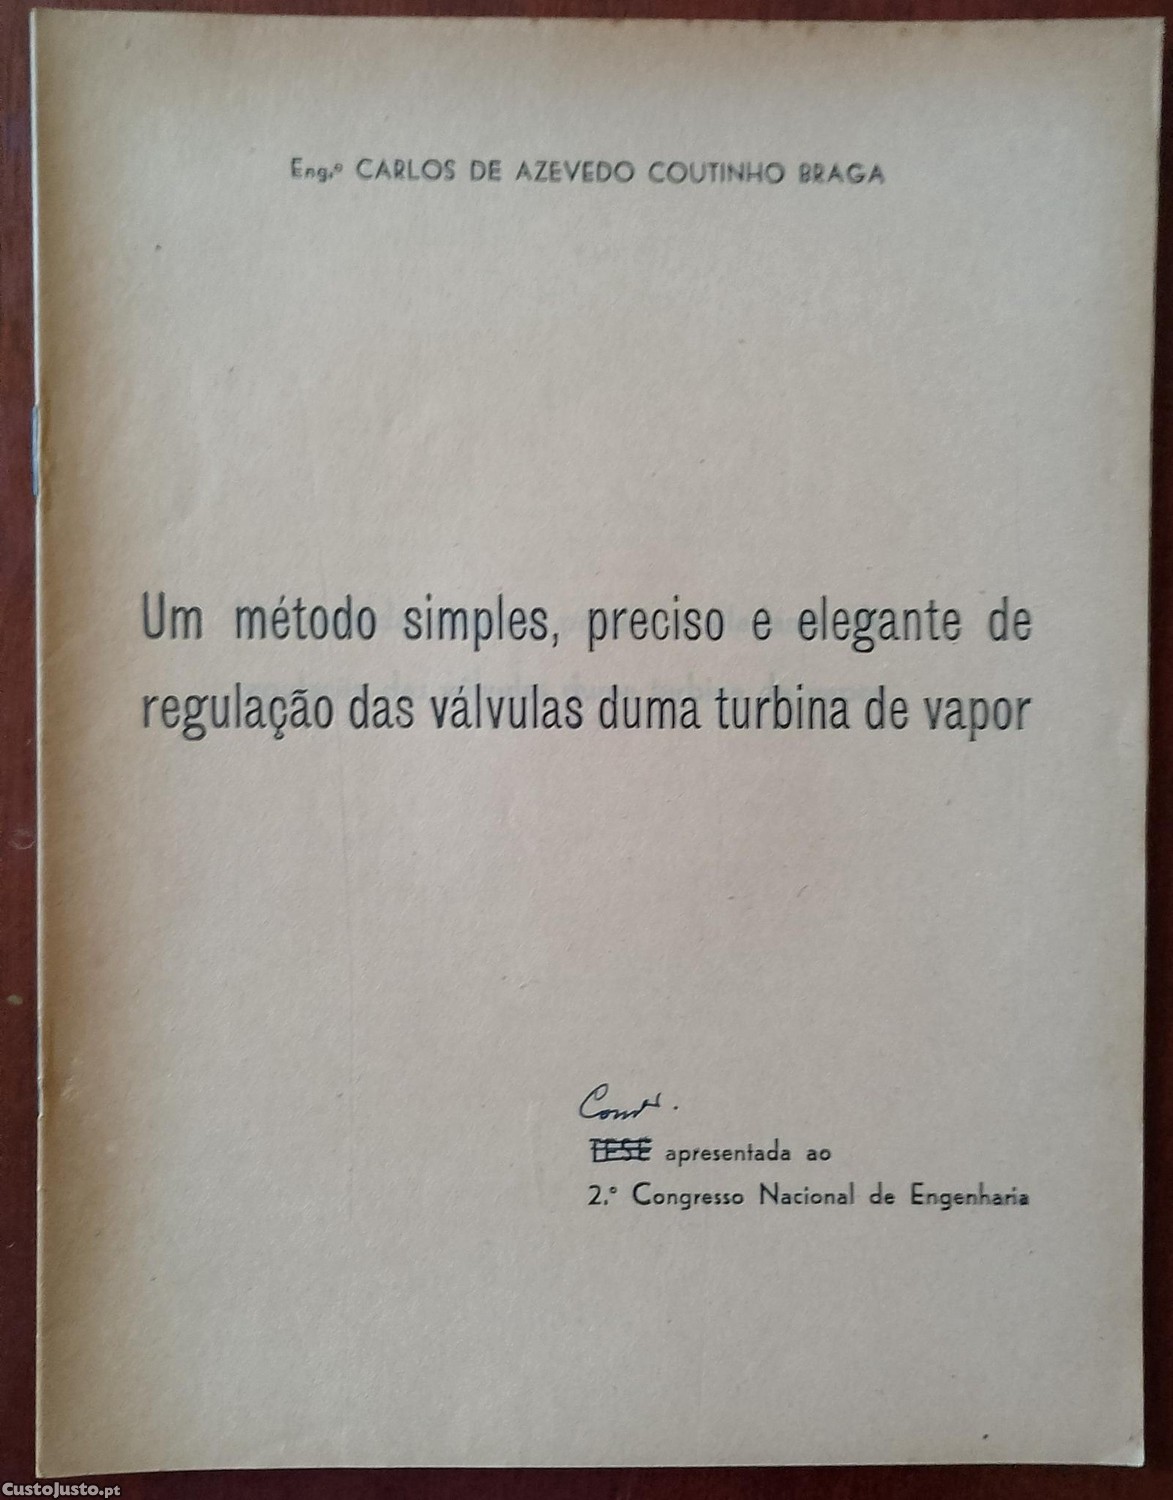 Eng.º CARLOS DE AZEVEDO COUTINHO BRAGA
Um método simples, preciso e elegante de
regulação das válvulas duma turbina de vapor
TESE apresentada ao
2.º Congresso Nacional de Engenharia
CustoJusto.pt